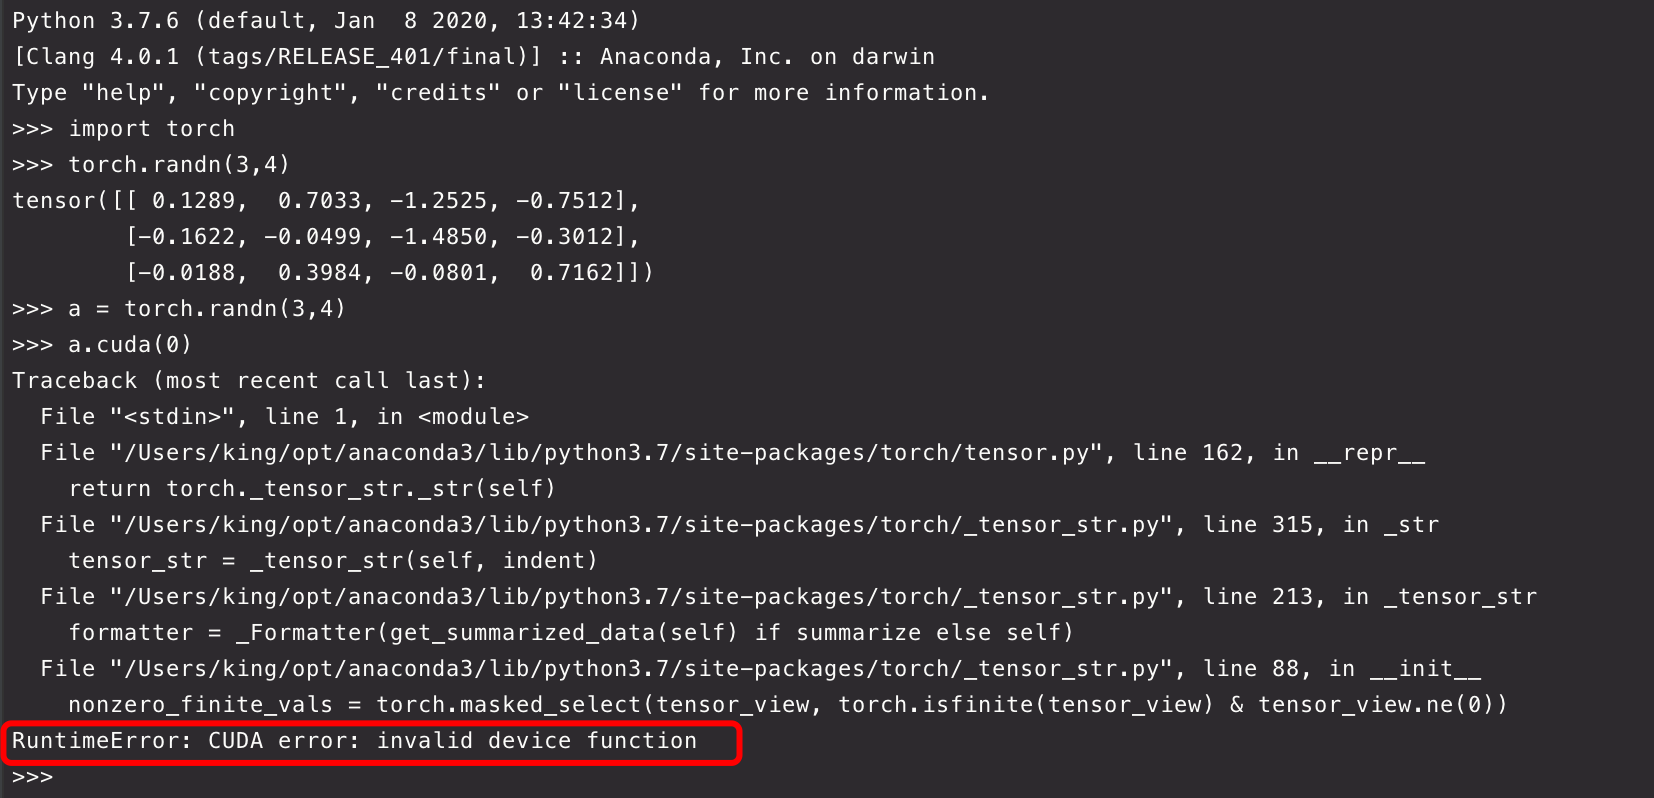 Python 3.7.6 (default, Jan  8 2020, 13:42:34)
[Clang 4.0.1 (tags/RELEASE_401/final)] :: Anaconda, Inc. on darwin
Type "help", "copyright", "credits" or "license" for more information.
>>> import torch
>>> torch.randn(3,4)
tensor([[ 0.1289,  0.7033, -1.2525, -0.7512],
        [-0.1622, -0.0499, -1.4850, -0.3012],
        [-0.0188,  0.3984, -0.0801,  0.7162]])
>>> a = torch.randn(3,4)
>>> a.cuda(0)
Traceback (most recent call last):
  File "<stdin>", line 1, in <module>
  File "/Users/king/opt/anaconda3/lib/python3.7/site-packages/torch/tensor.py", line 162, in __repr__
    return torch._tensor_str._str(self)
  File "/Users/king/opt/anaconda3/lib/python3.7/site-packages/torch/_tensor_str.py", line 315, in _str
    tensor_str = _tensor_str(self, indent)
  File "/Users/king/opt/anaconda3/lib/python3.7/site-packages/torch/_tensor_str.py", line 213, in _tensor_str
    formatter = _Formatter(get_summarized_data(self) if summarize else self)
  File "/Users/king/opt/anaconda3/lib/python3.7/site-packages/torch/_tensor_str.py", line 88, in __init__
    nonzero_finite_vals = torch.masked_select(tensor_view, torch.isfinite(tensor_view) & tensor_view.ne(0))
RuntimeError: CUDA error: invalid device function
>>>